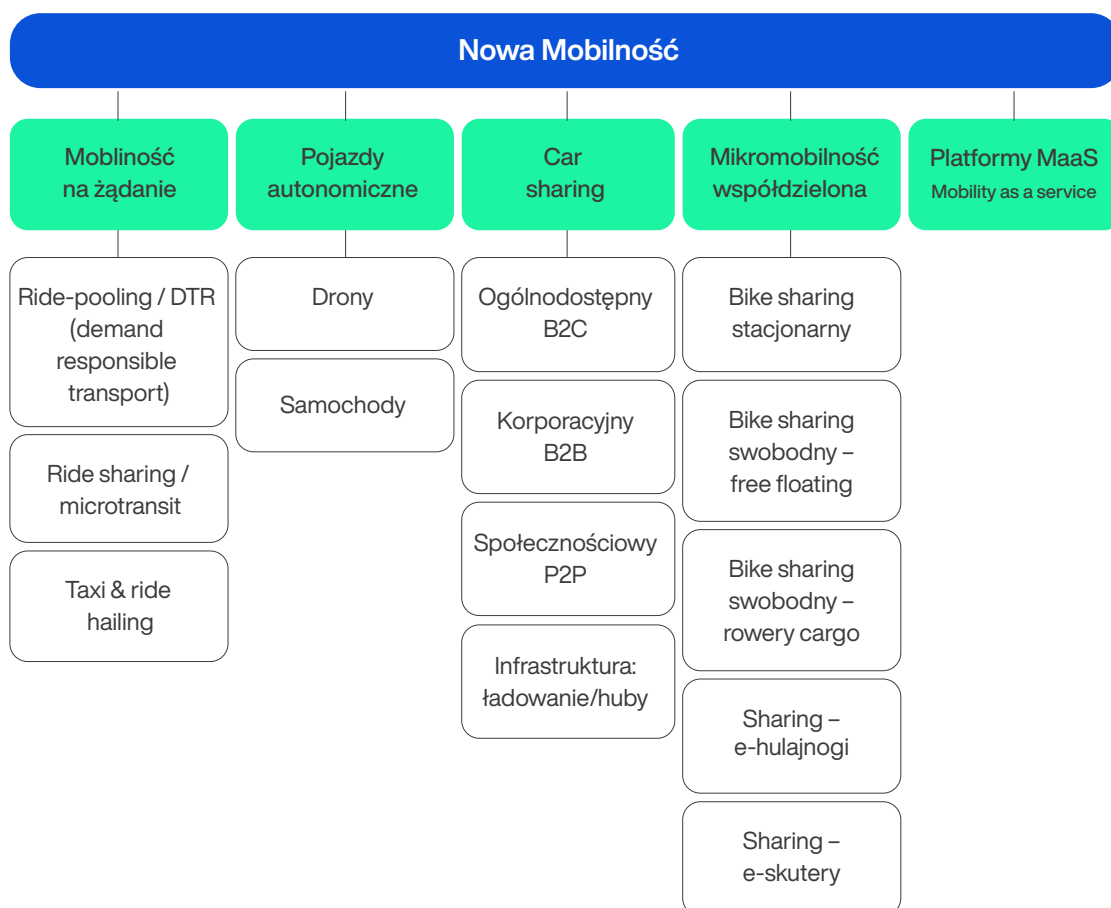 Nowa Mobilność
Mobliność
na żądanie
Pojazdy
autonomiczne
Car
sharing
Mikromobilność
współdzielona
Platformy MaaS
Mobility as a service
Ride-pooling / DTR
(demand
responsible
transport)
Ride sharing /
microtransit
Taxi & ride
hailing
Drony
Samochody
Ogólnodostępny
B2C
Korporacyjny
B2B
Społecznościowy
P2P
Infrastruktura:
ładowanie/huby
Bike sharing
stacjonarny
Bike sharing
swobodny –
free floating
Bike sharing
swobodny –
rowery cargo
Sharing –
e-hulajnogi
Sharing –
e-skutery